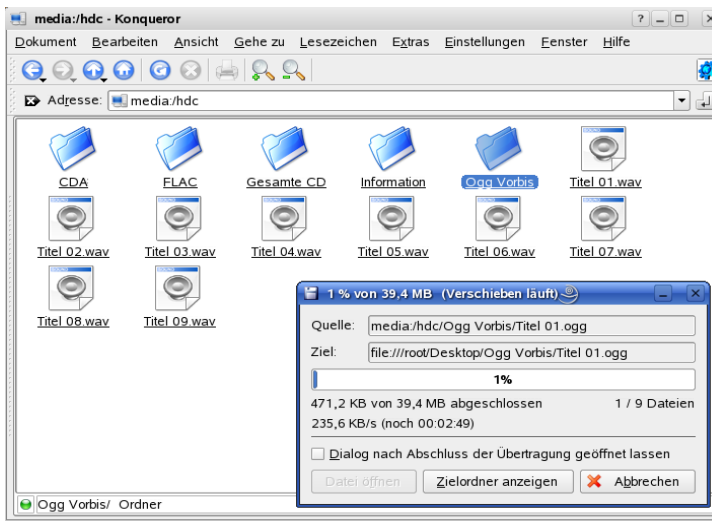 media:/hdc - Konqueror
Dokument Bearbeiten Ansicht Gehe zu Lesezeichen Extras Einstellungen Fenster Hilfe
Adresse: media:/hdc
CDA FLAC Gesamte CD Information Ogg Vorbis Titel 01.wav
Titel 02.wav Titel 03.wav Titel 04.wav Titel 05.wav Titel 06.wav Titel 07.wav
Titel 08.wav Titel 09.wav
1 % von 39,4 MB (Verschieben läuft)
Quelle: media:/hdc/Ogg Vorbis/Titel 01.ogg
Ziel: file:///root/Desktop/Ogg Vorbis/Titel 01.ogg
1%
471,2 KB von 39,4 MB abgeschlossen 1 / 9 Dateien
235,6 KB/s (noch 00:02:49)
Dialog nach Abschluss der Übertragung geöffnet lassen
Datei öffnen Zielordner anzeigen Abbrechen
Ogg Vorbis/ Ordner